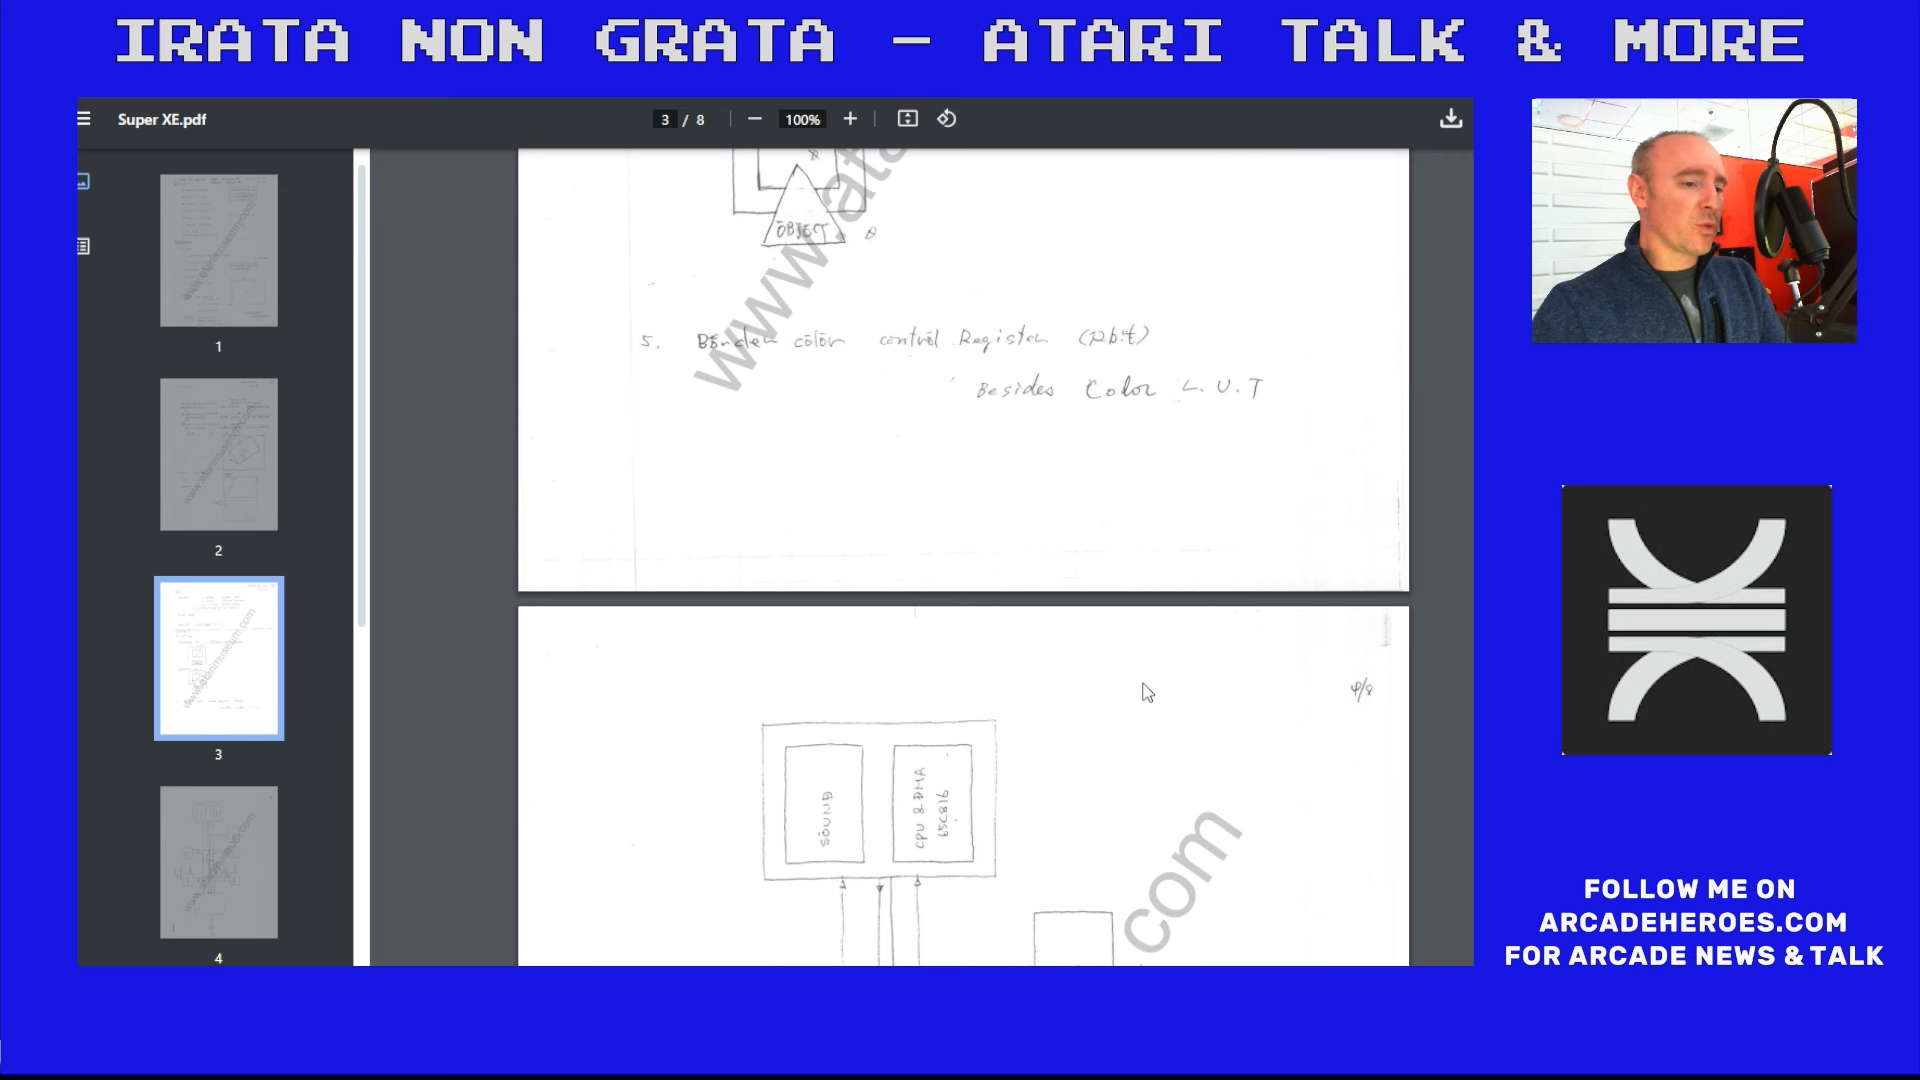 IRATA NON GRATA - ATARI TALK & MORE
Super XE.pdf
3 / 8
100%
1
2
3
4
OBJECT
www.ata
5. Border color control Register
Besides Color L.U.T
4/8
SOUND
CPU & DMA
65C816
com
FOLLOW ME ON
ARCADEHEROES.COM
FOR ARCADE NEWS & TALK